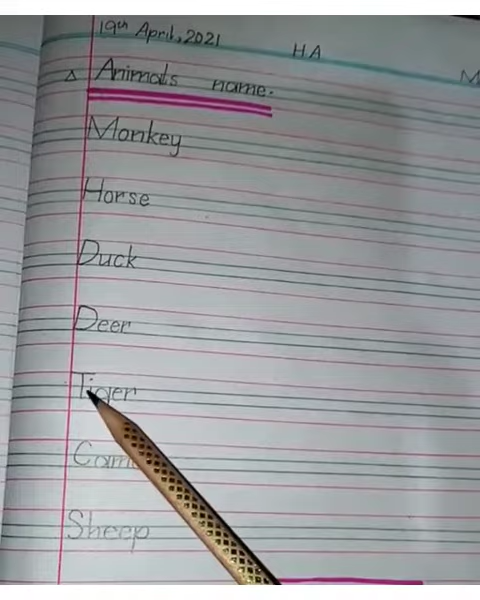 19th April, 2021
HA
M
Δ Animals name.
Monkey
Horse
Duck
Deer
Tiger
Sheep